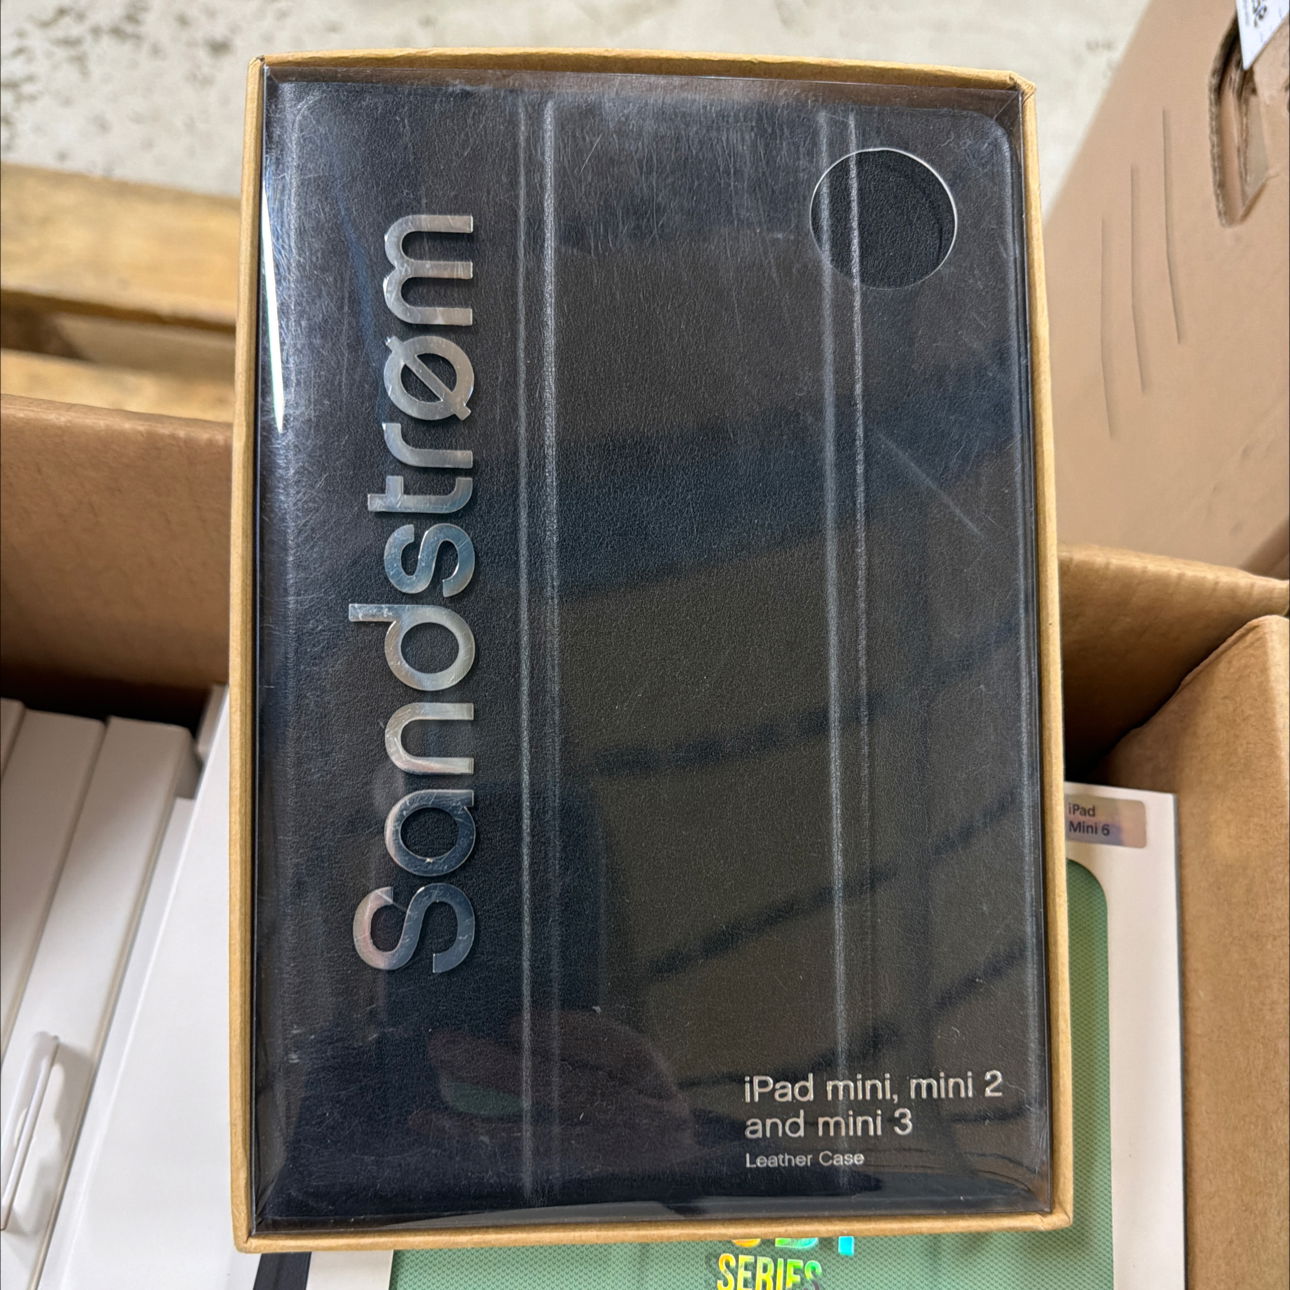 Sandstrøm
iPad mini, mini 2
and mini 3
Leather Case
iPad
Mini 6
SERIES